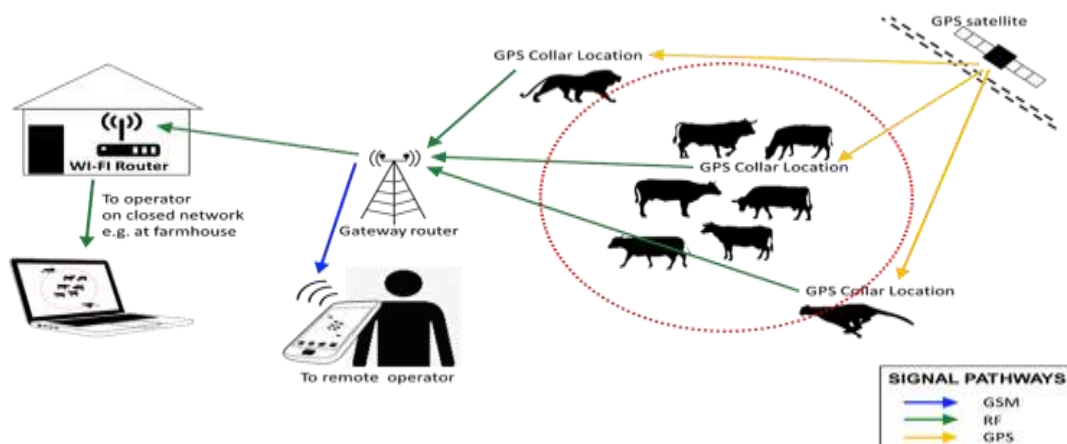 GPS satellite
GPS Collar Location
WI-FI Router
GPS Collar Location
To operator
on closed network
e.g. at farmhouse
Gateway router
GPS Collar Location
To remote operator
SIGNAL PATHWAYS
GSM
RF
GPS